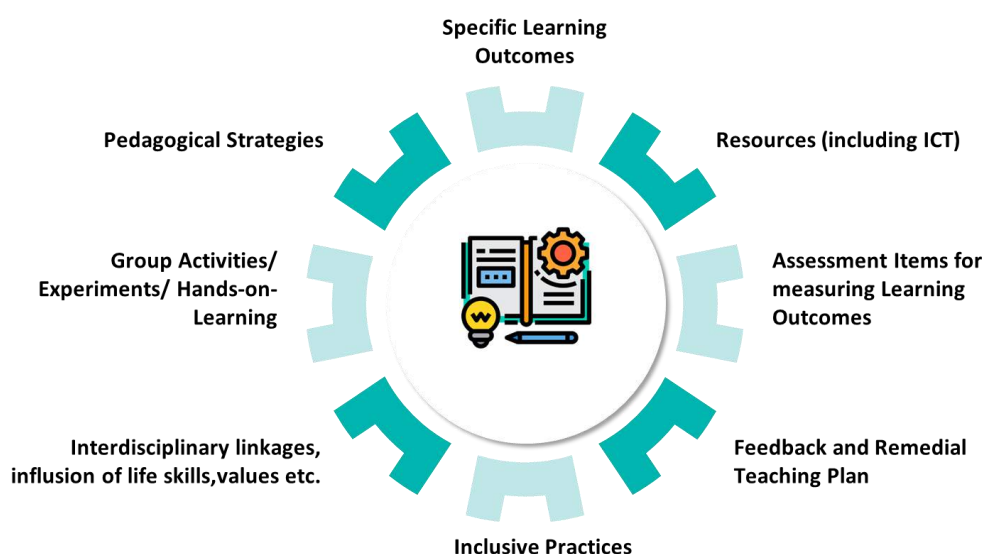 Specific Learning
Outcomes
Pedagogical Strategies
Resources (including ICT)
Group Activities/
Experiments/ Hands-on-
Learning
Assessment Items for
measuring Learning
Outcomes
Interdisciplinary linkages,
influsion of life skills,values etc.
Feedback and Remedial
Teaching Plan
Inclusive Practices